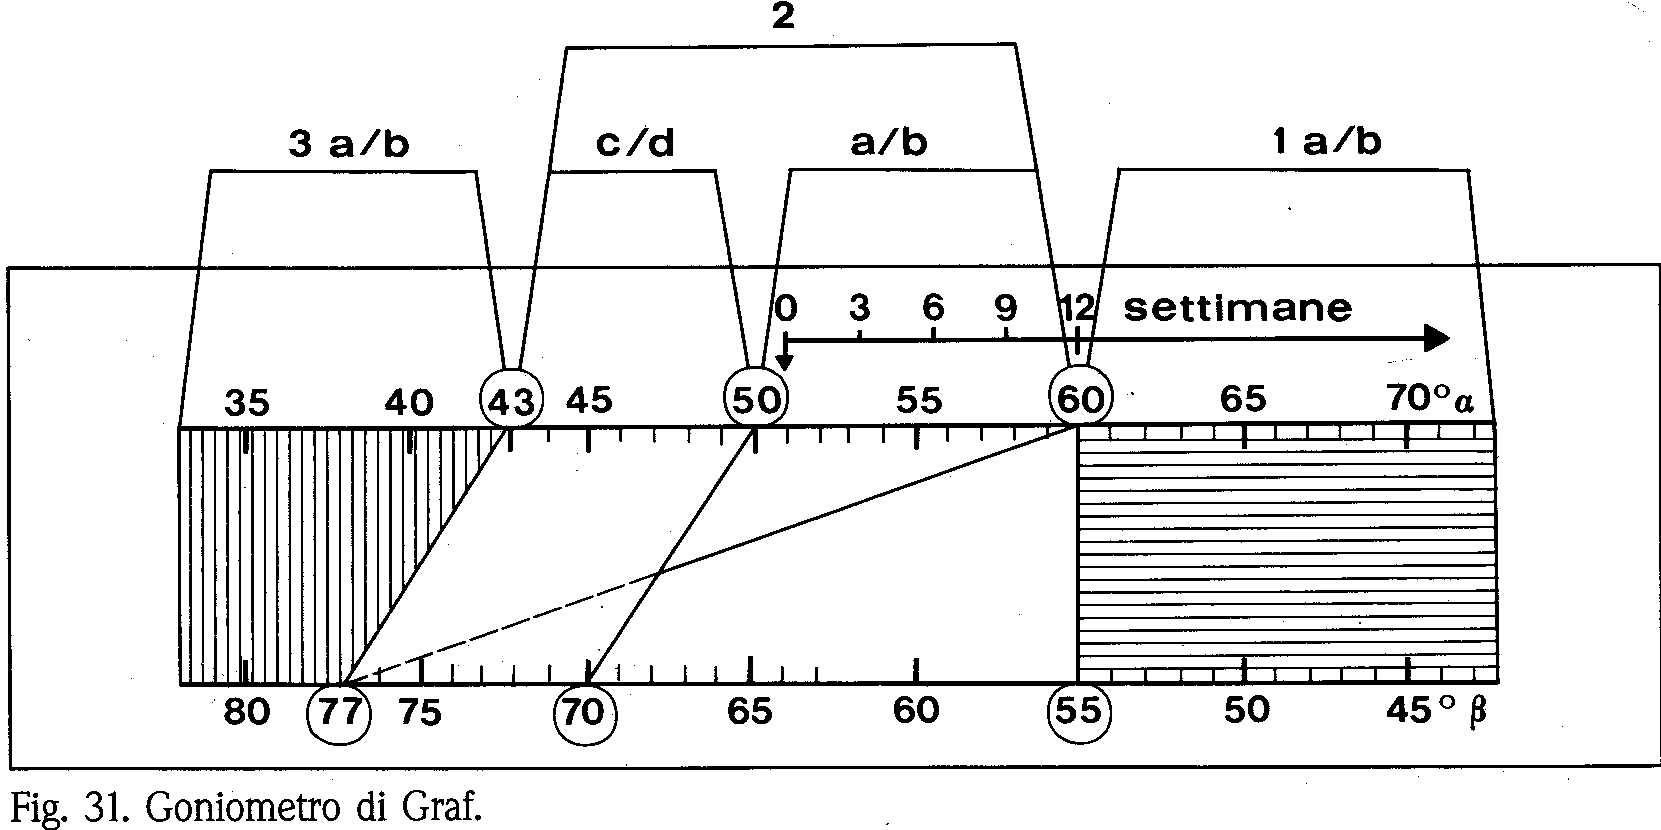 2
3 a/b c/d a/b 1 a/b
0 3 6 9 12 settimane
35 40 43 45 50 55 60 65 70° α
80 77 75 70 65 60 55 50 45° β
Fig. 31. Goniometro di Graf.